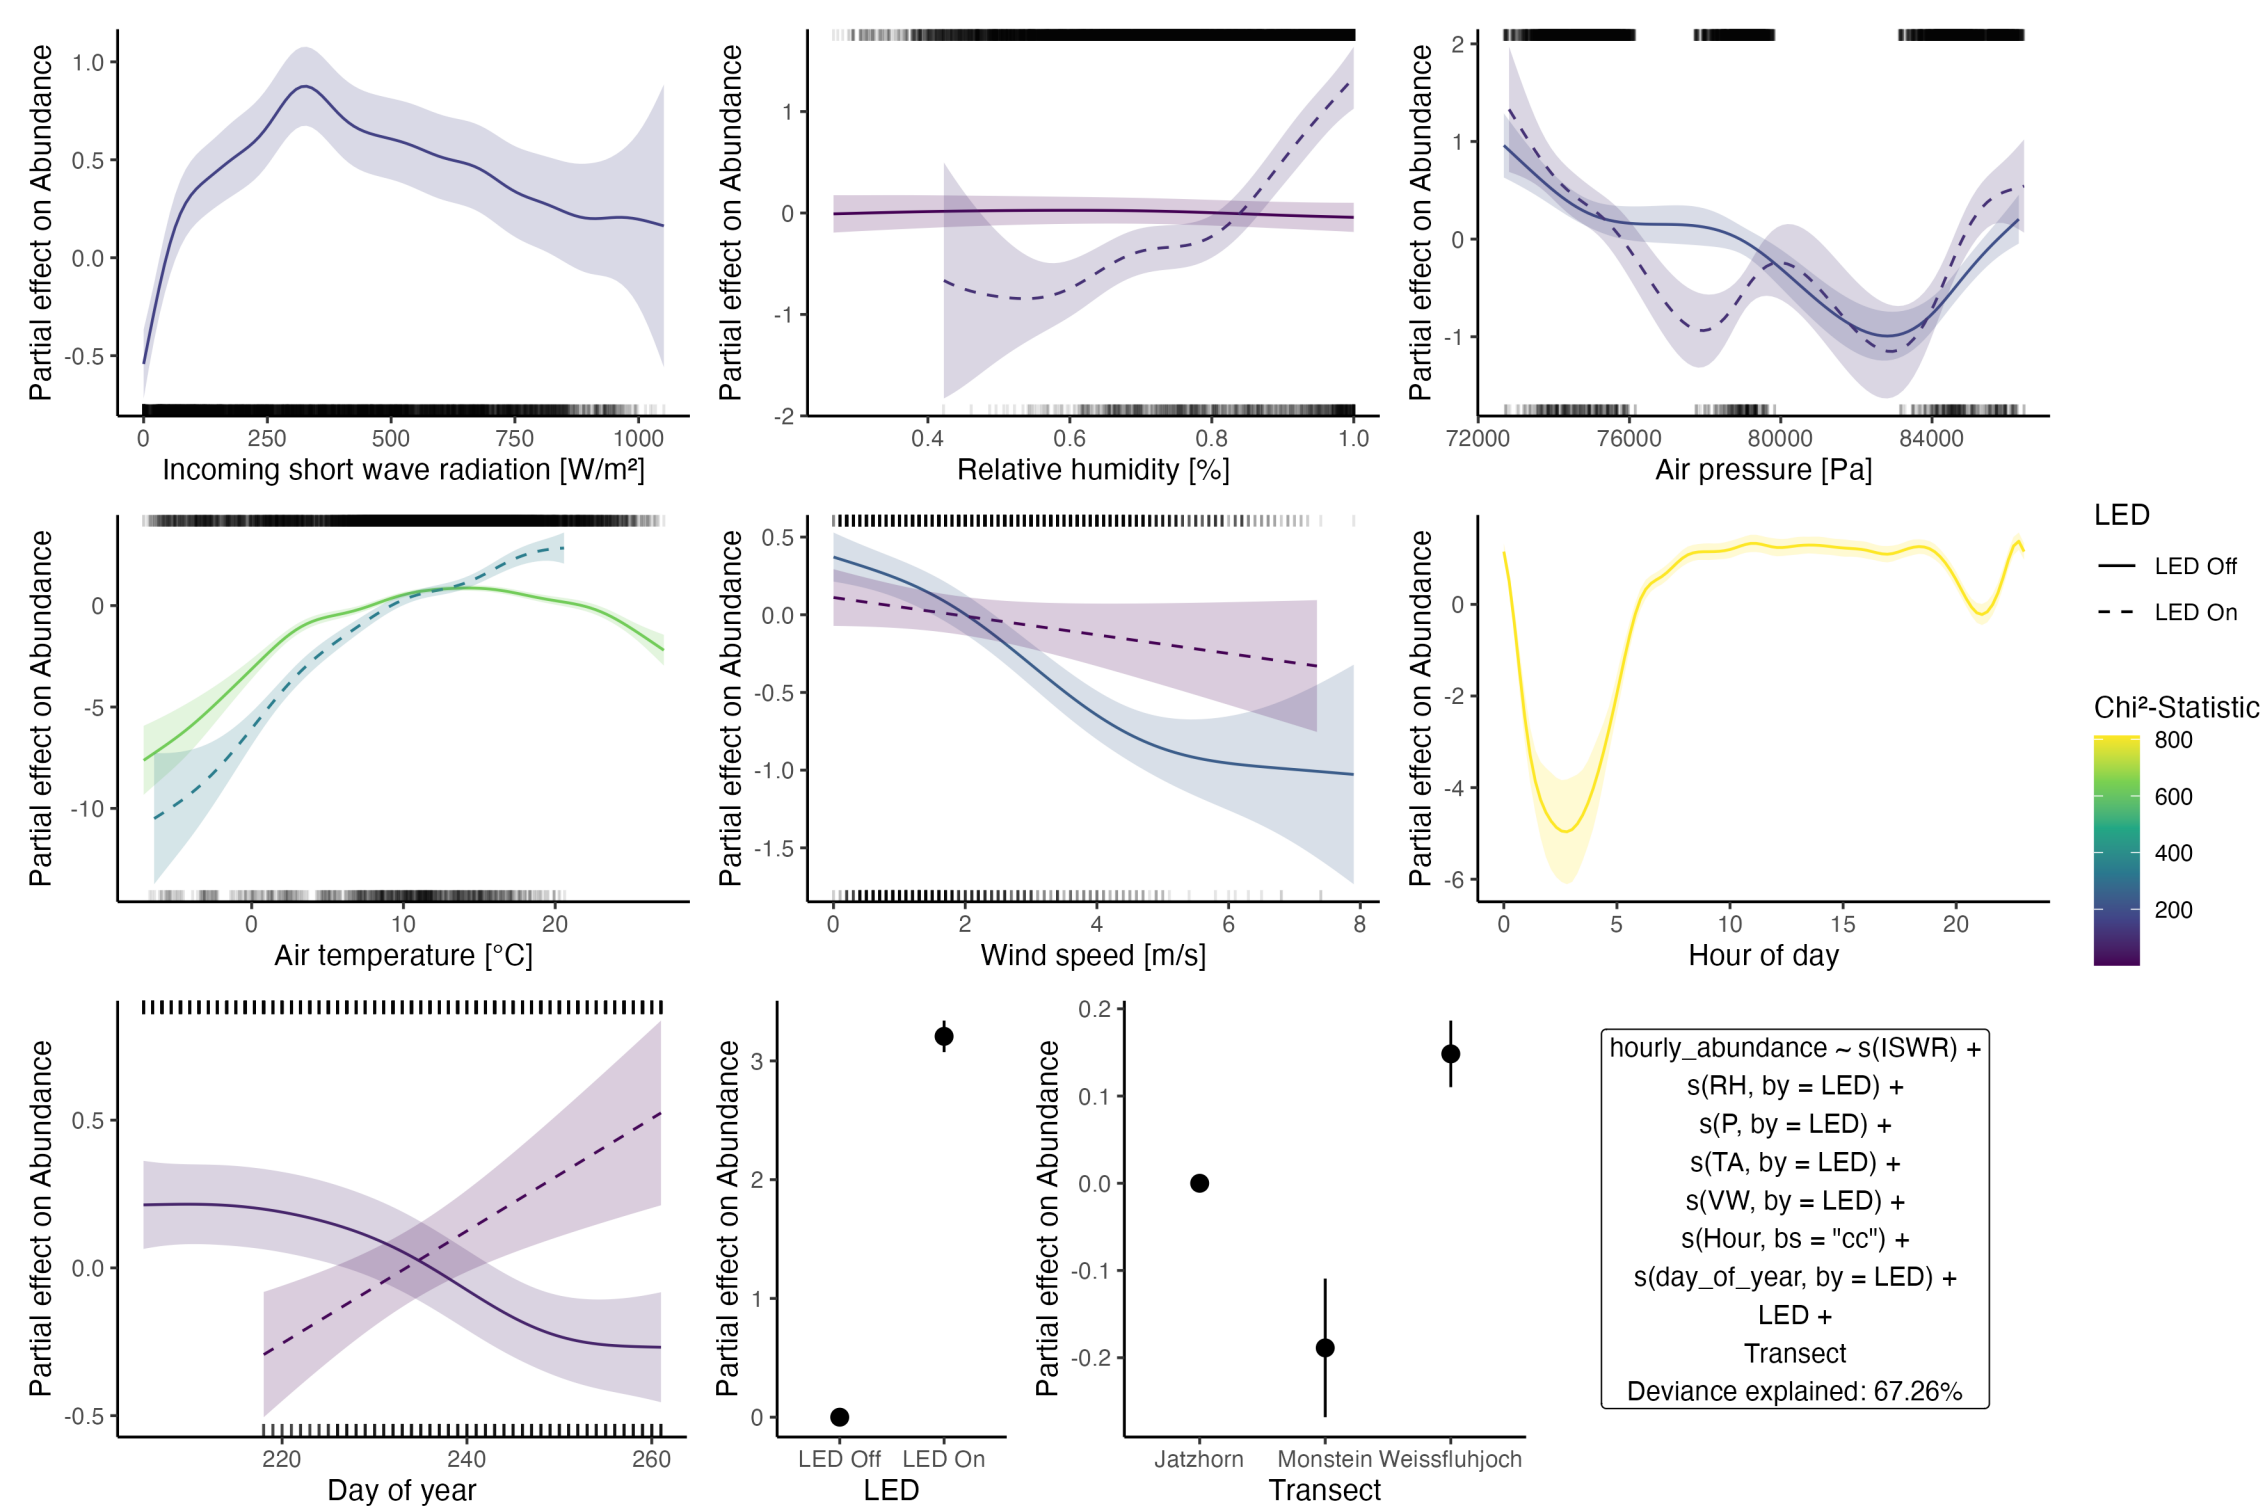 Partial effect on Abundance
1.0
0.5
0.0
-0.5
0 250 500 750 1000
Incoming short wave radiation [W/m²]
Partial effect on Abundance
1
0
-1
-2
0.4 0.6 0.8 1.0
Relative humidity [%]
Partial effect on Abundance
2
1
0
-1
72000 76000 80000 84000
Air pressure [Pa]
Partial effect on Abundance
0
-5
-10
0 10 20
Air temperature [°C]
Partial effect on Abundance
0.5
0.0
-0.5
-1.0
-1.5
0 2 4 6 8
Wind speed [m/s]
Partial effect on Abundance
0
-2
-4
-6
0 5 10 15 20
Hour of day
LED
LED Off
LED On
Chi²-Statistic
800
600
400
200
Partial effect on Abundance
0.5
0.0
-0.5
220 240 260
Day of year
Partial effect on Abundance
3
2
1
0
LED Off LED On
LED
Partial effect on Abundance
0.2
0.1
0.0
-0.1
-0.2
Jatzhorn Monstein Weissfluhjoch
Transect
hourly_abundance ~ s(ISWR) +
s(RH, by = LED) +
s(P, by = LED) +
s(TA, by = LED) +
s(VW, by = LED) +
s(Hour, bs = "cc") +
s(day_of_year, by = LED) +
LED +
Transect
Deviance explained: 67.26%